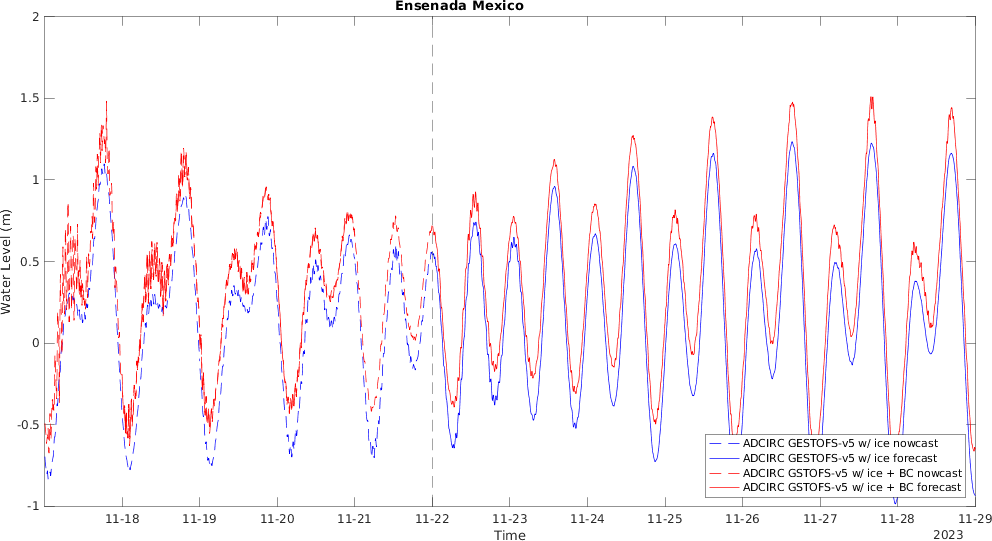 Ensenada Mexico
2
1.5
1
0.5
0
-0.5
-1
Water Level (m)
11-18
11-19
11-20
11-21
11-22
11-23
11-24
11-25
11-26
11-27
11-28
11-29
Time
2023
ADCIRC GESTOFS-v5 w/ ice nowcast
ADCIRC GESTOFS-v5 w/ ice forecast
ADCIRC GSTOFS-v5 w/ ice + BC nowcast
ADCIRC GSTOFS-v5 w/ ice + BC forecast